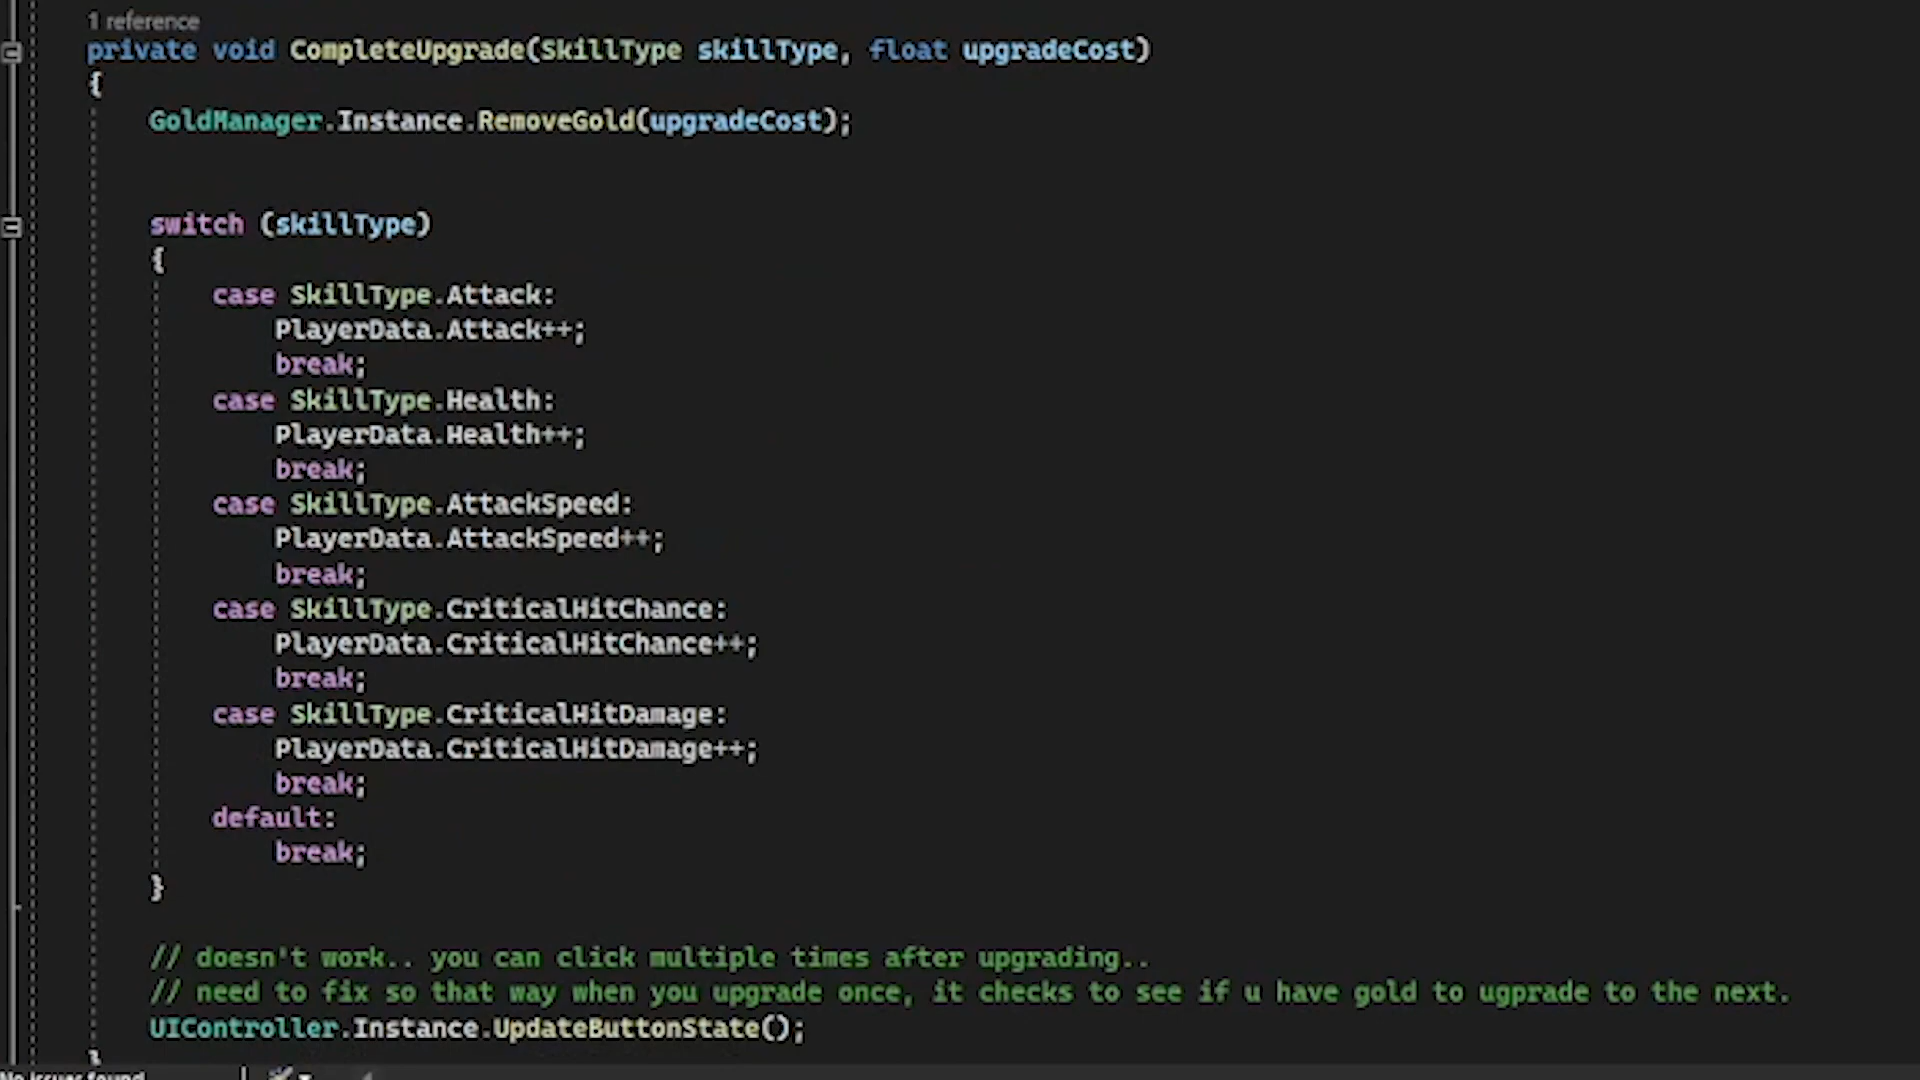 1 reference
private void CompleteUpgrade(SkillType skillType, float upgradeCost)
{
GoldManager.Instance.RemoveGold(upgradeCost);
switch (skillType)
{
case SkillType.Attack:
PlayerData.Attack++;
break;
case SkillType.Health:
PlayerData.Health++;
break;
case SkillType.AttackSpeed:
PlayerData.AttackSpeed++;
break;
case SkillType.CriticalHitChance:
PlayerData.CriticalHitChance++;
break;
case SkillType.CriticalHitDamage:
PlayerData.CriticalHitDamage++;
break;
default:
break;
}
// doesn't work.. you can click multiple times after upgrading..
// need to fix so that way when you upgrade once, it checks to see if u have gold to ugprade to the next.
UIController.Instance.UpdateButtonState();
}
No issues found